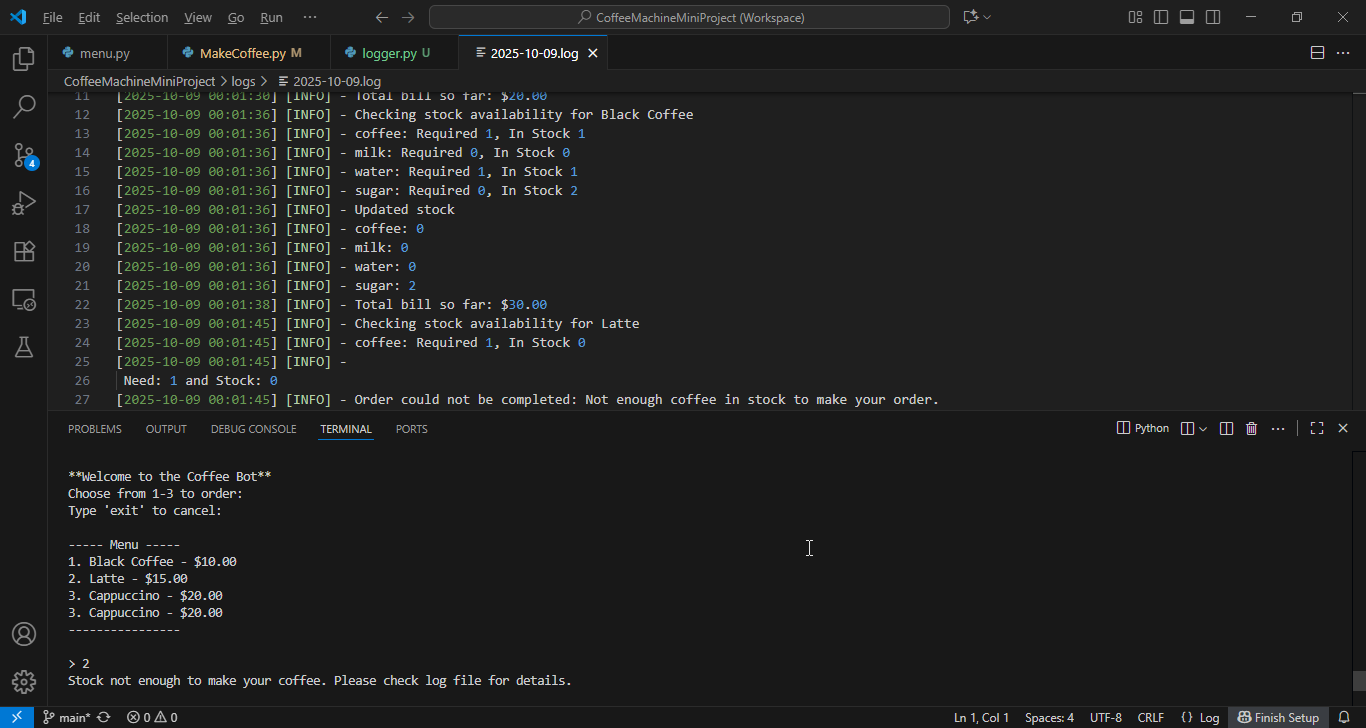 File Edit Selection View Go Run ··· CoffeeMachineMiniProject (Workspace)
menu.py MakeCoffee.py M logger.py U 2025-10-09.log
CoffeeMachineMiniProject > logs > 2025-10-09.log
11 [2025-10-09 00:01:30] [INFO] - Total bill so far: $20.00
12 [2025-10-09 00:01:36] [INFO] - Checking stock availability for Black Coffee
13 [2025-10-09 00:01:36] [INFO] - coffee: Required 1, In Stock 1
14 [2025-10-09 00:01:36] [INFO] - milk: Required 0, In Stock 0
15 [2025-10-09 00:01:36] [INFO] - water: Required 1, In Stock 1
16 [2025-10-09 00:01:36] [INFO] - sugar: Required 0, In Stock 2
17 [2025-10-09 00:01:36] [INFO] - Updated stock
18 [2025-10-09 00:01:36] [INFO] - coffee: 0
19 [2025-10-09 00:01:36] [INFO] - milk: 0
20 [2025-10-09 00:01:36] [INFO] - water: 0
21 [2025-10-09 00:01:36] [INFO] - sugar: 2
22 [2025-10-09 00:01:38] [INFO] - Total bill so far: $30.00
23 [2025-10-09 00:01:45] [INFO] - Checking stock availability for Latte
24 [2025-10-09 00:01:45] [INFO] - coffee: Required 1, In Stock 0
25 [2025-10-09 00:01:45] [INFO] -
26 Need: 1 and Stock: 0
27 [2025-10-09 00:01:45] [INFO] - Order could not be completed: Not enough coffee in stock to make your order.
4
PROBLEMS OUTPUT DEBUG CONSOLE TERMINAL PORTS Python
**Welcome to the Coffee Bot**
Choose from 1-3 to order:
Type 'exit' to cancel:
----- Menu -----
1. Black Coffee - $10.00
2. Latte - $15.00
3. Cappuccino - $20.00
3. Cappuccino - $20.00
----------------
> 2
Stock not enough to make your coffee. Please check log file for details.
main* 0 0 Ln 1, Col 1 Spaces: 4 UTF-8 CRLF {} Log Finish Setup